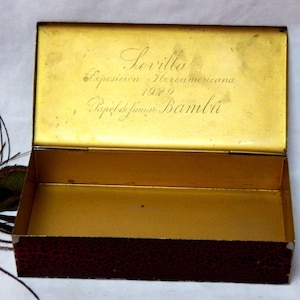 Sevilla
Exposición Iberoamericana
1929
Papel de fumar Bambú